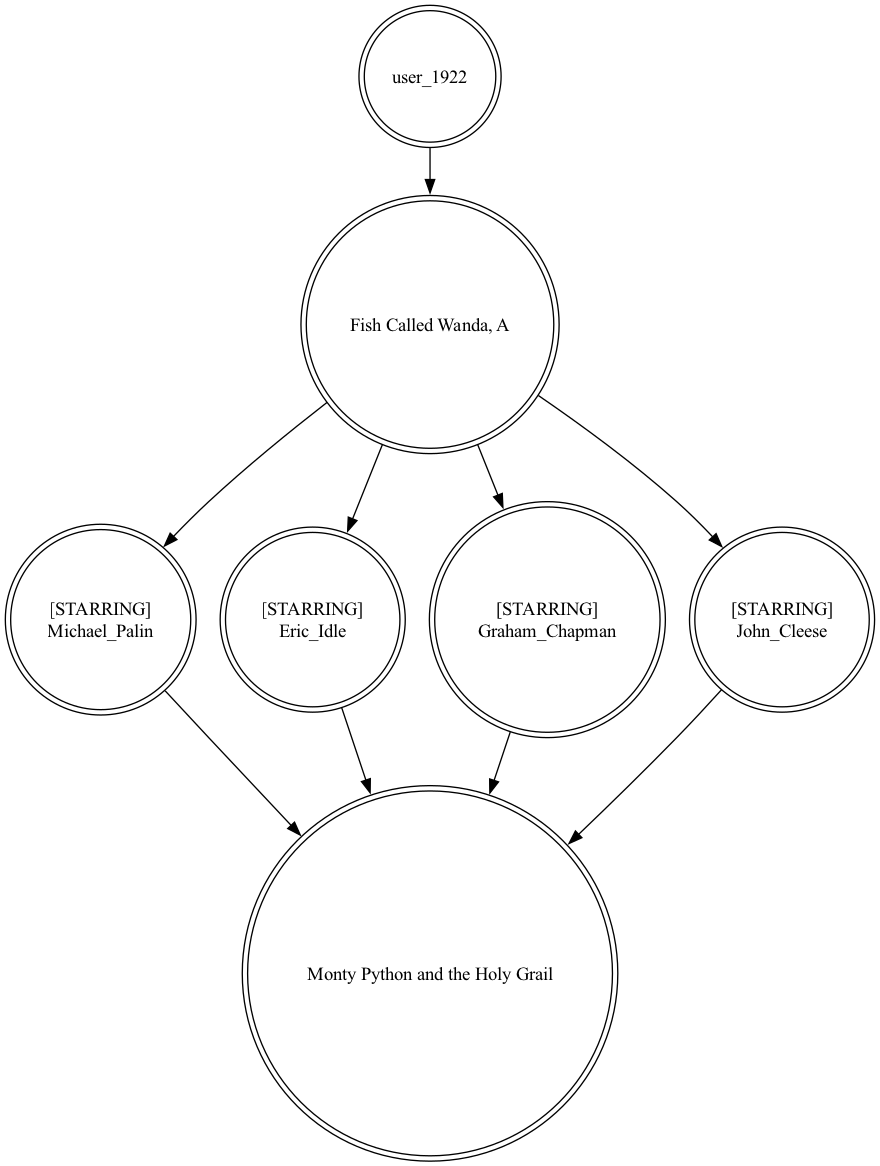 user_1922
Fish Called Wanda, A
[STARRING]
Michael_Palin
[STARRING]
Eric_Idle
[STARRING]
Graham_Chapman
[STARRING]
John_Cleese
Monty Python and the Holy Grail